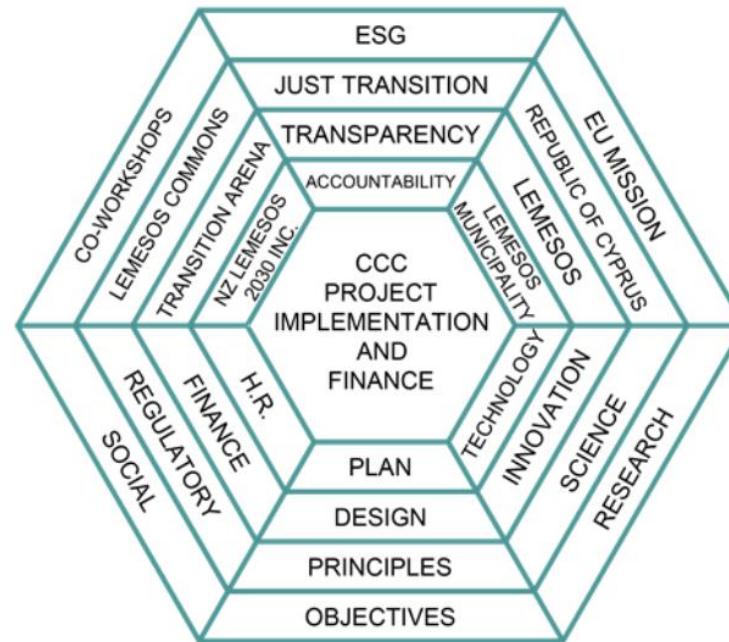 ESG
JUST TRANSITION
TRANSPARENCY
ACCOUNTABILITY
CO-WORKSHOPS
LEMESOS COMMONS
TRANSITION ARENA
NZ LEMESOS
2030 INC.
LEMESOS
MUNICIPALITY
LEMESOS
REPUBLIC OF CYPRUS
EU MISSION
CCC
PROJECT
IMPLEMENTATION
AND
FINANCE
SOCIAL
REGULATORY
FINANCE
H.R.
TECHNOLOGY
INNOVATION
SCIENCE
RESEARCH
PLAN
DESIGN
PRINCIPLES
OBJECTIVES